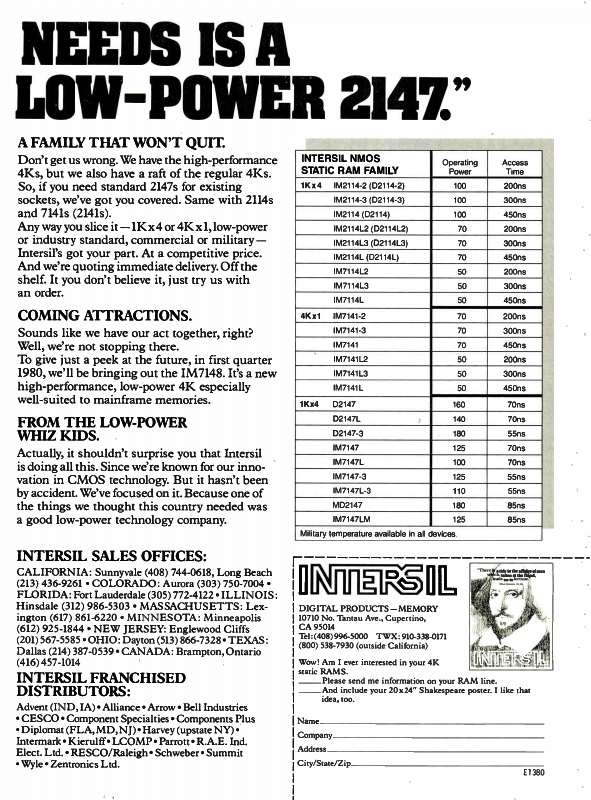 NEEDS IS A
LOW-POWER 2147.”
A FAMILY THAT WON'T QUIT.
Don't get us wrong. We have the high-performance
4Ks, but we also have a raft of the regular 4Ks.
So, if you need standard 2147s for existing
sockets, we've got you covered. Same with 2114s
and 7141s (2141s).
Any way you slice it—1Kx4 or 4Kx1, low-power
or industry standard, commercial or military—
Intersil's got your part. At a competitive price.
And we're quoting immediate delivery. Off the
shelf. If you don't believe it, just try us with
an order.
COMING ATTRACTIONS.
Sounds like we have our act together, right?
Well, we're not stopping there.
To give just a peek at the future, in first quarter
1980, we'll be bringing out the IM7148. It's a new
high-performance, low-power 4K especially
well-suited to mainframe memories.
FROM THE LOW-POWER
WHIZ KIDS.
Actually, it shouldn't surprise you that Intersil
is doing all this. Since we're known for our inno-
vation in CMOS technology. But it hasn't been
by accident. We've focused on it. Because one of
the things we thought this country needed was
a good low-power technology company.
INTERSIL NMOS STATIC RAM FAMILY Operating Power Access Time
1Kx4 IM2114-2 (D2114-2) 100 200ns
IM2114-3 (D2114-3) 100 300ns
IM2114 (D2114) 100 450ns
IM2114L2 (D2114L2) 70 200ns
IM2114L3 (D2114L3) 70 300ns
IM2114L (D2114L) 70 450ns
IM7114L2 50 200ns
IM7114L3 50 300ns
IM7114L 50 450ns
4Kx1 IM7141-2 70 200ns
IM7141-3 70 300ns
IM7141 70 450ns
IM7141L2 50 200ns
IM7141L3 50 300ns
IM7141L 50 450ns
1Kx4 D2147 160 70ns
D2147L 140 70ns
D2147-3 180 55ns
IM7147 125 70ns
IM7147L 100 70ns
IM7147-3 125 55ns
IM7147L-3 110 55ns
MD2147 180 85ns
IM7147LM 125 85ns
Military temperature available in all devices.
INTERSIL SALES OFFICES:
CALIFORNIA: Sunnyvale (408) 744-0618, Long Beach
(213) 436-9261 • COLORADO: Aurora (303) 750-7004 •
FLORIDA: Fort Lauderdale (305) 772-4122 • ILLINOIS:
Hinsdale (312) 986-5303 • MASSACHUSETTS: Lex-
ington (617) 861-6220 • MINNESOTA: Minneapolis
(612) 925-1844 • NEW JERSEY: Englewood Cliffs
(201) 567-5585 • OHIO: Dayton (513) 866-7328 • TEXAS:
Dallas (214) 387-0539 • CANADA: Brampton, Ontario
(416) 457-1014
INTERSIL FRANCHISED
DISTRIBUTORS:
Advent (IND, IA) • Alliance • Arrow • Bell Industries
• CESCO • Component Specialties • Components Plus
• Diplomat (FLA, MD, NJ) • Harvey (upstate NY) •
Intermark • Kierulff • LCOMP • Parrott • R.A.E. Ind.
Elect. Ltd. • RESCO/Raleigh • Schweber • Summit
• Wyle • Zentronics Ltd.
INTERSIL
DIGITAL PRODUCTS—MEMORY
10710 No. Tantau Ave., Cupertino,
CA 95014
Tel: (408) 996-5000 TWX: 910-338-0171
(800) 538-7930 (outside California)
Wow! Am I ever interested in your 4K
static RAMS.
Please send me information on your RAM line.
And include your 20 x 24" Shakespeare poster. I like that
idea, too.
Name
Company
Address
City/State/Zip
E1380
INTERSIL